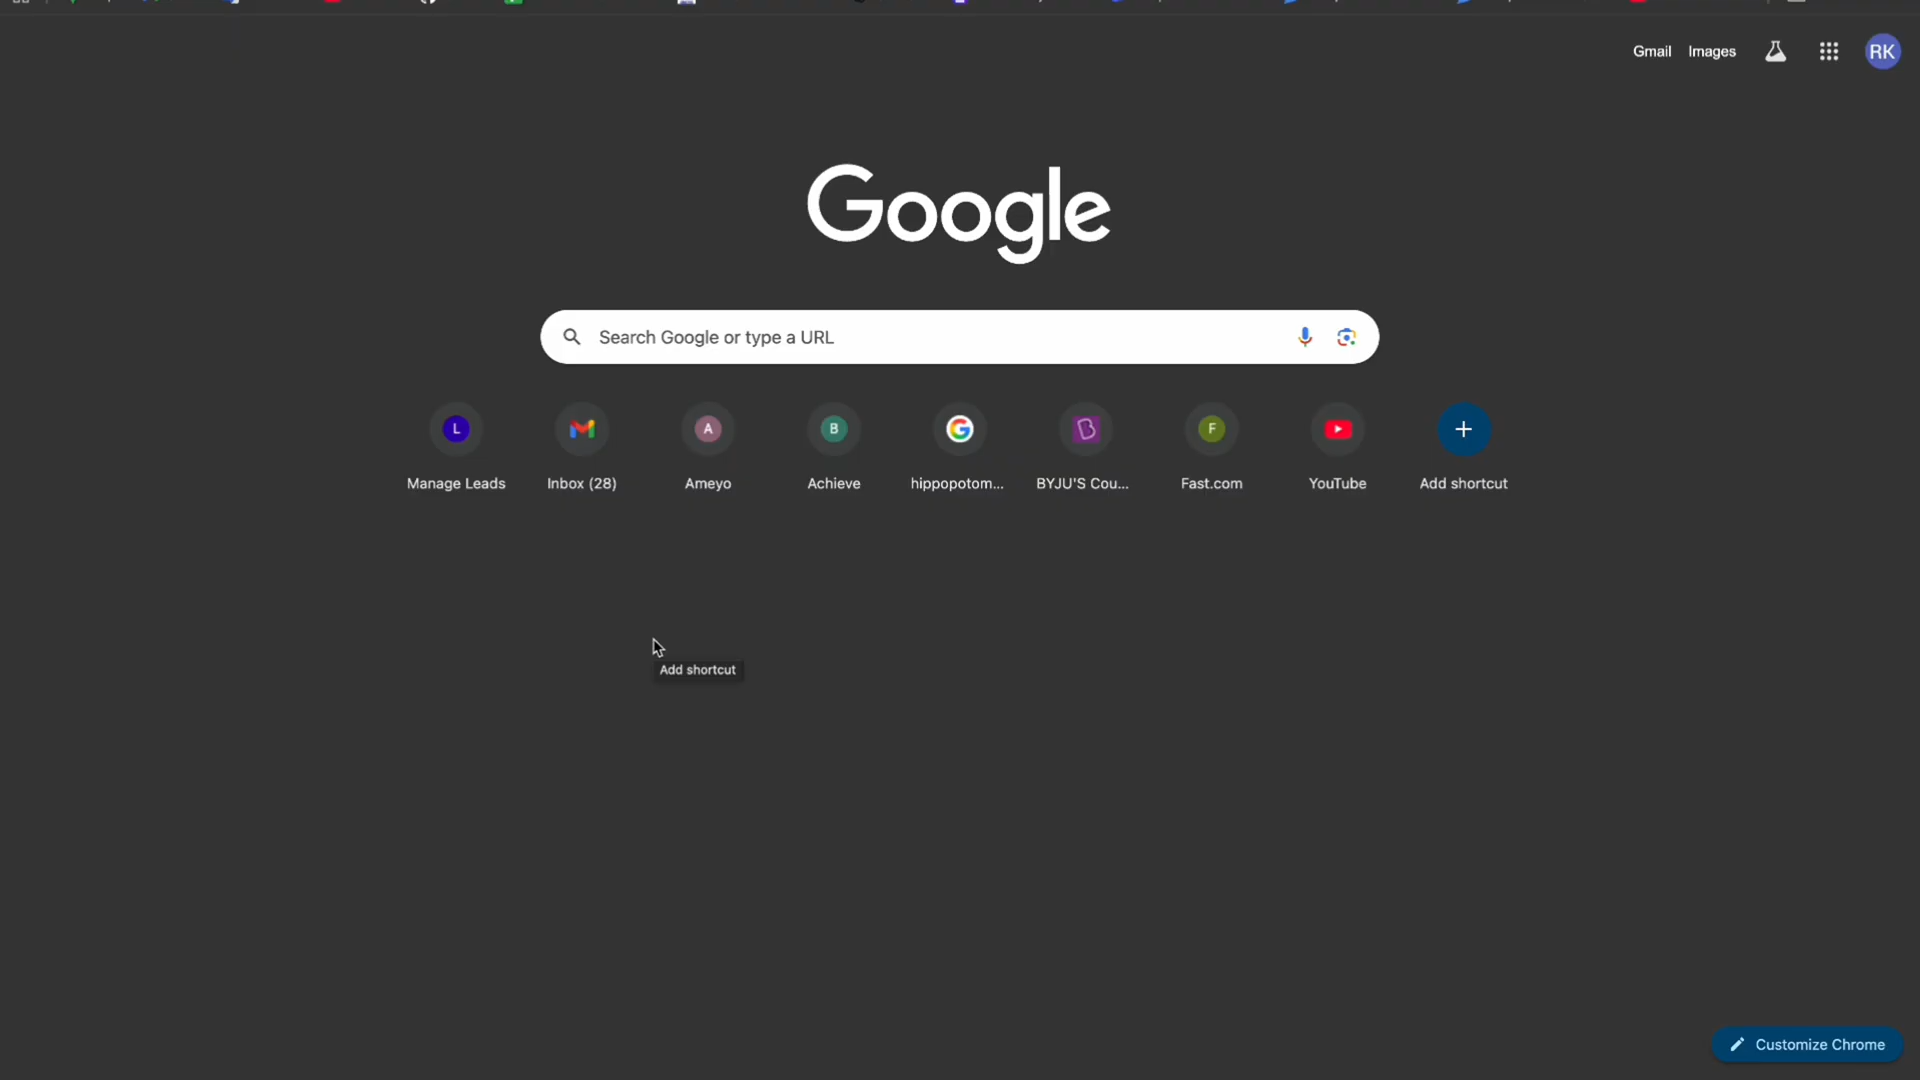 Gmail Images RK
Google
Search Google or type a URL
L A B F
Manage Leads Inbox (28) Ameyo Achieve hippopotom... BYJU'S Cou... Fast.com YouTube Add shortcut
Add shortcut
Customize Chrome